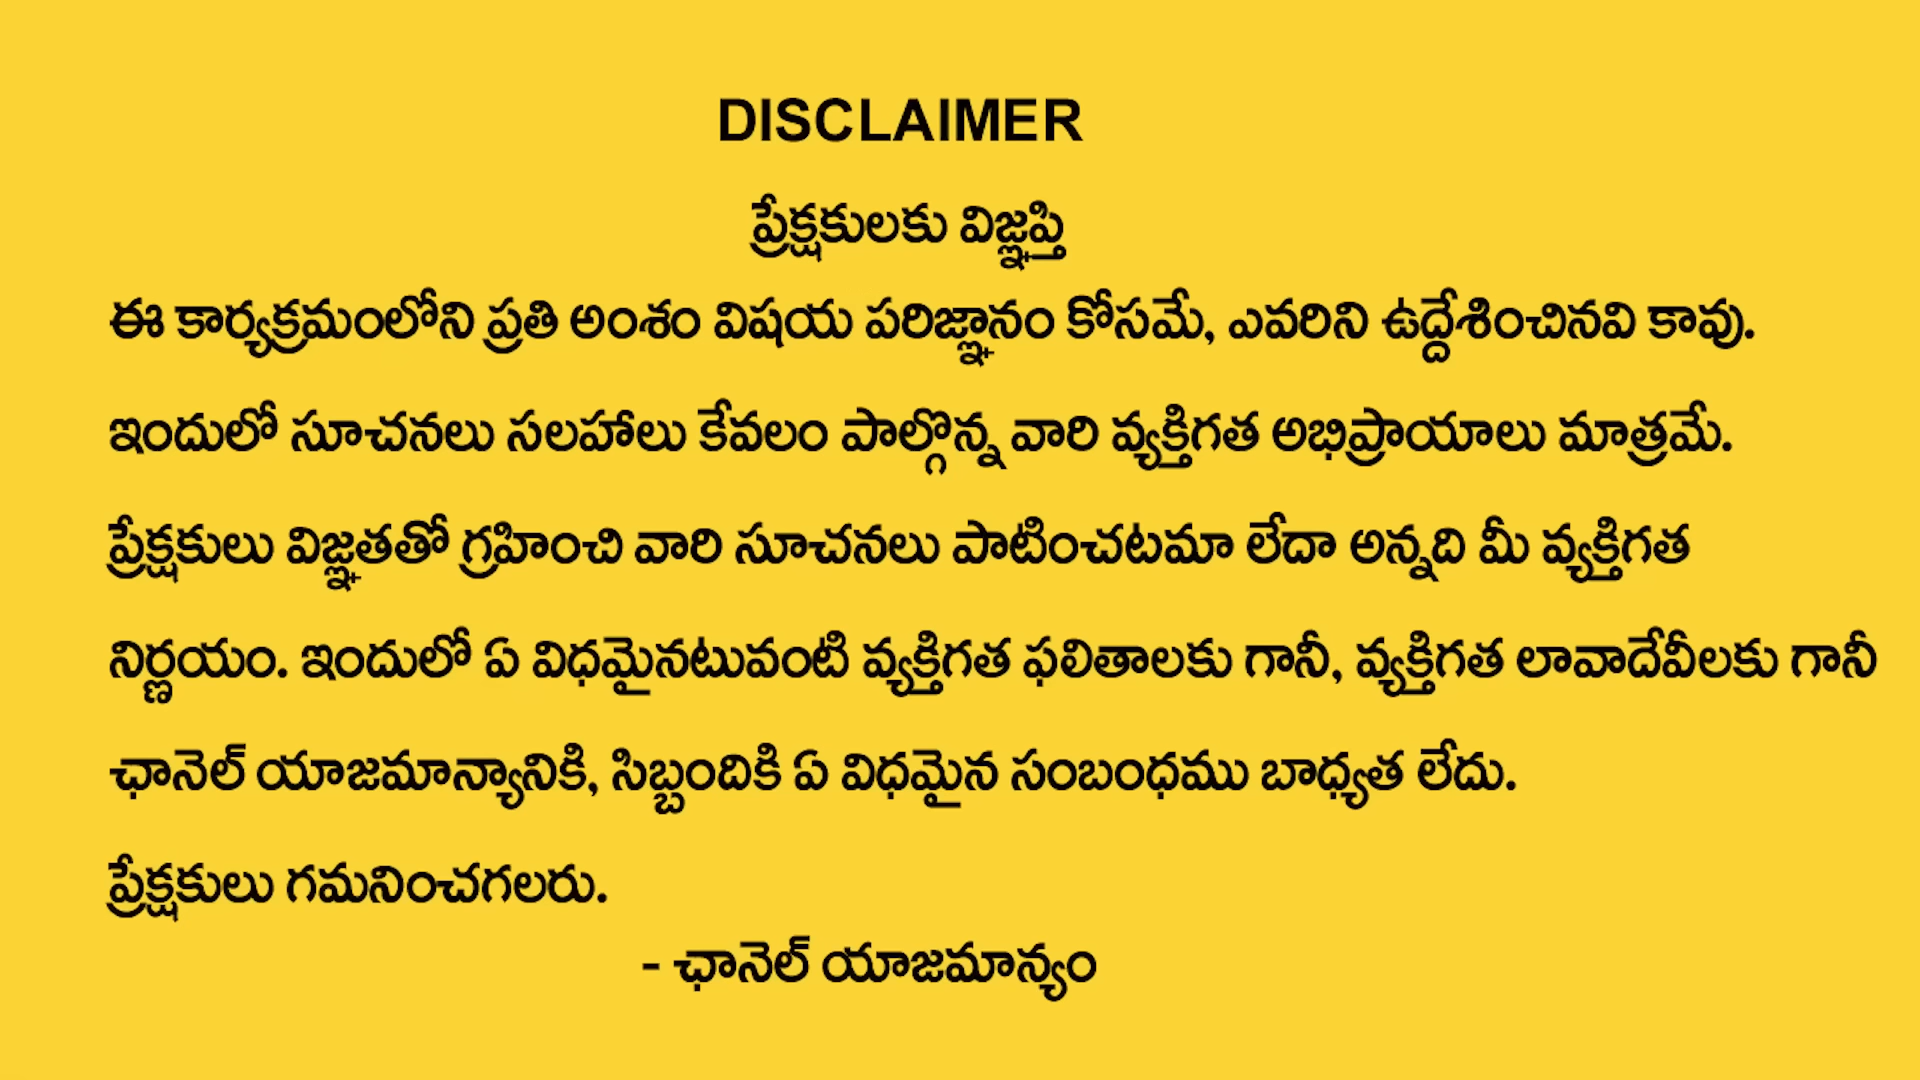 DISCLAIMER
ప్రేక్షకులకు విజ్ఞప్తి
ఈ కార్యక్రమంలోని ప్రతి అంశం విషయ పరిజ్ఞానం కోసమే, ఎవరిని ఉద్దేశించినవి కావు.
ఇందులో సూచనలు సలహాలు కేవలం పాల్గొన్న వారి వ్యక్తిగత అభిప్రాయాలు మాత్రమే.
ప్రేక్షకులు విజ్ఞతతో గ్రహించి వారి సూచనలు పాటించటమా లేదా అన్నది మీ వ్యక్తిగత
నిర్ణయం. ఇందులో ఏ విధమైనటువంటి వ్యక్తిగత ఫలితాలకు గానీ, వ్యక్తిగత లావాదేవీలకు గానీ
ఛానెల్ యాజమాన్యానికి, సిబ్బందికి ఏ విధమైన సంబంధము బాధ్యత లేదు.
ప్రేక్షకులు గమనించగలరు.
- ఛానెల్ యాజమాన్యం